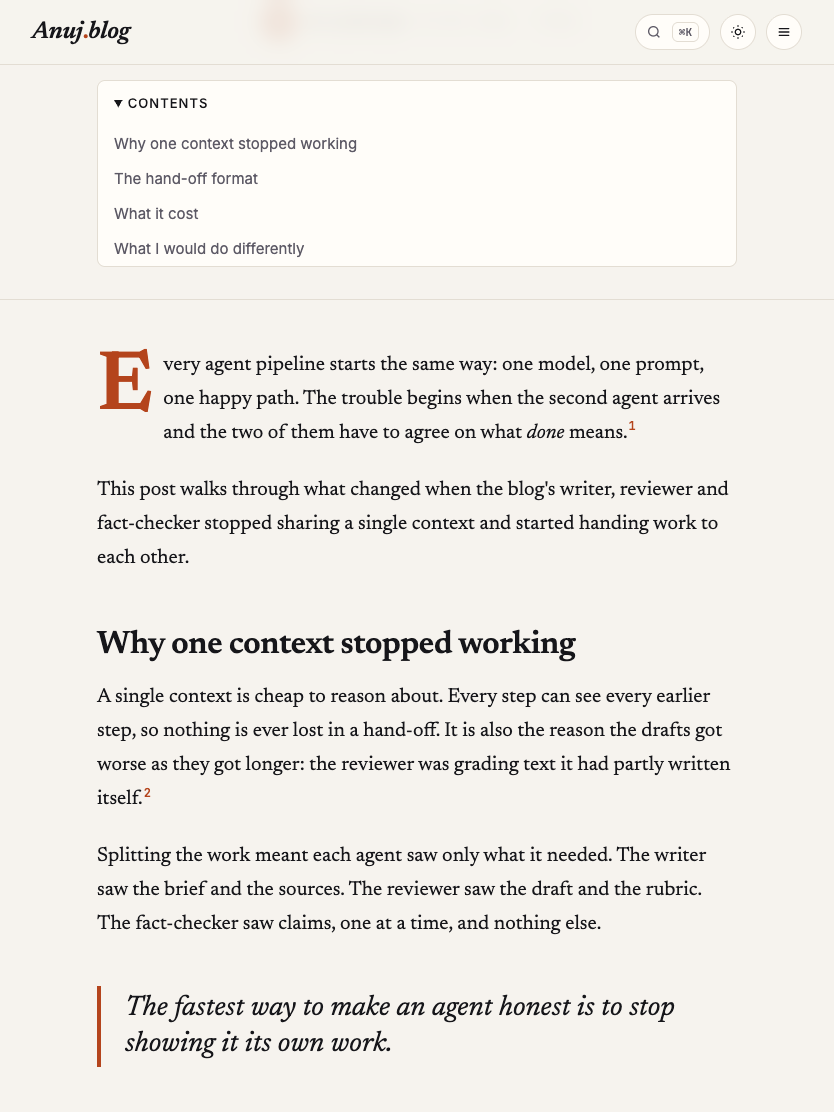 Anuj.blog
⌘K
▼ CONTENTS
Why one context stopped working
The hand-off format
What it cost
What I would do differently
Every agent pipeline starts the same way: one model, one prompt,
one happy path. The trouble begins when the second agent arrives
and the two of them have to agree on what done means.1
This post walks through what changed when the blog's writer, reviewer and
fact-checker stopped sharing a single context and started handing work to
each other.
Why one context stopped working
A single context is cheap to reason about. Every step can see every earlier
step, so nothing is ever lost in a hand-off. It is also the reason the drafts got
worse as they got longer: the reviewer was grading text it had partly written
itself.2
Splitting the work meant each agent saw only what it needed. The writer
saw the brief and the sources. The reviewer saw the draft and the rubric.
The fact-checker saw claims, one at a time, and nothing else.
The fastest way to make an agent honest is to stop
showing it its own work.